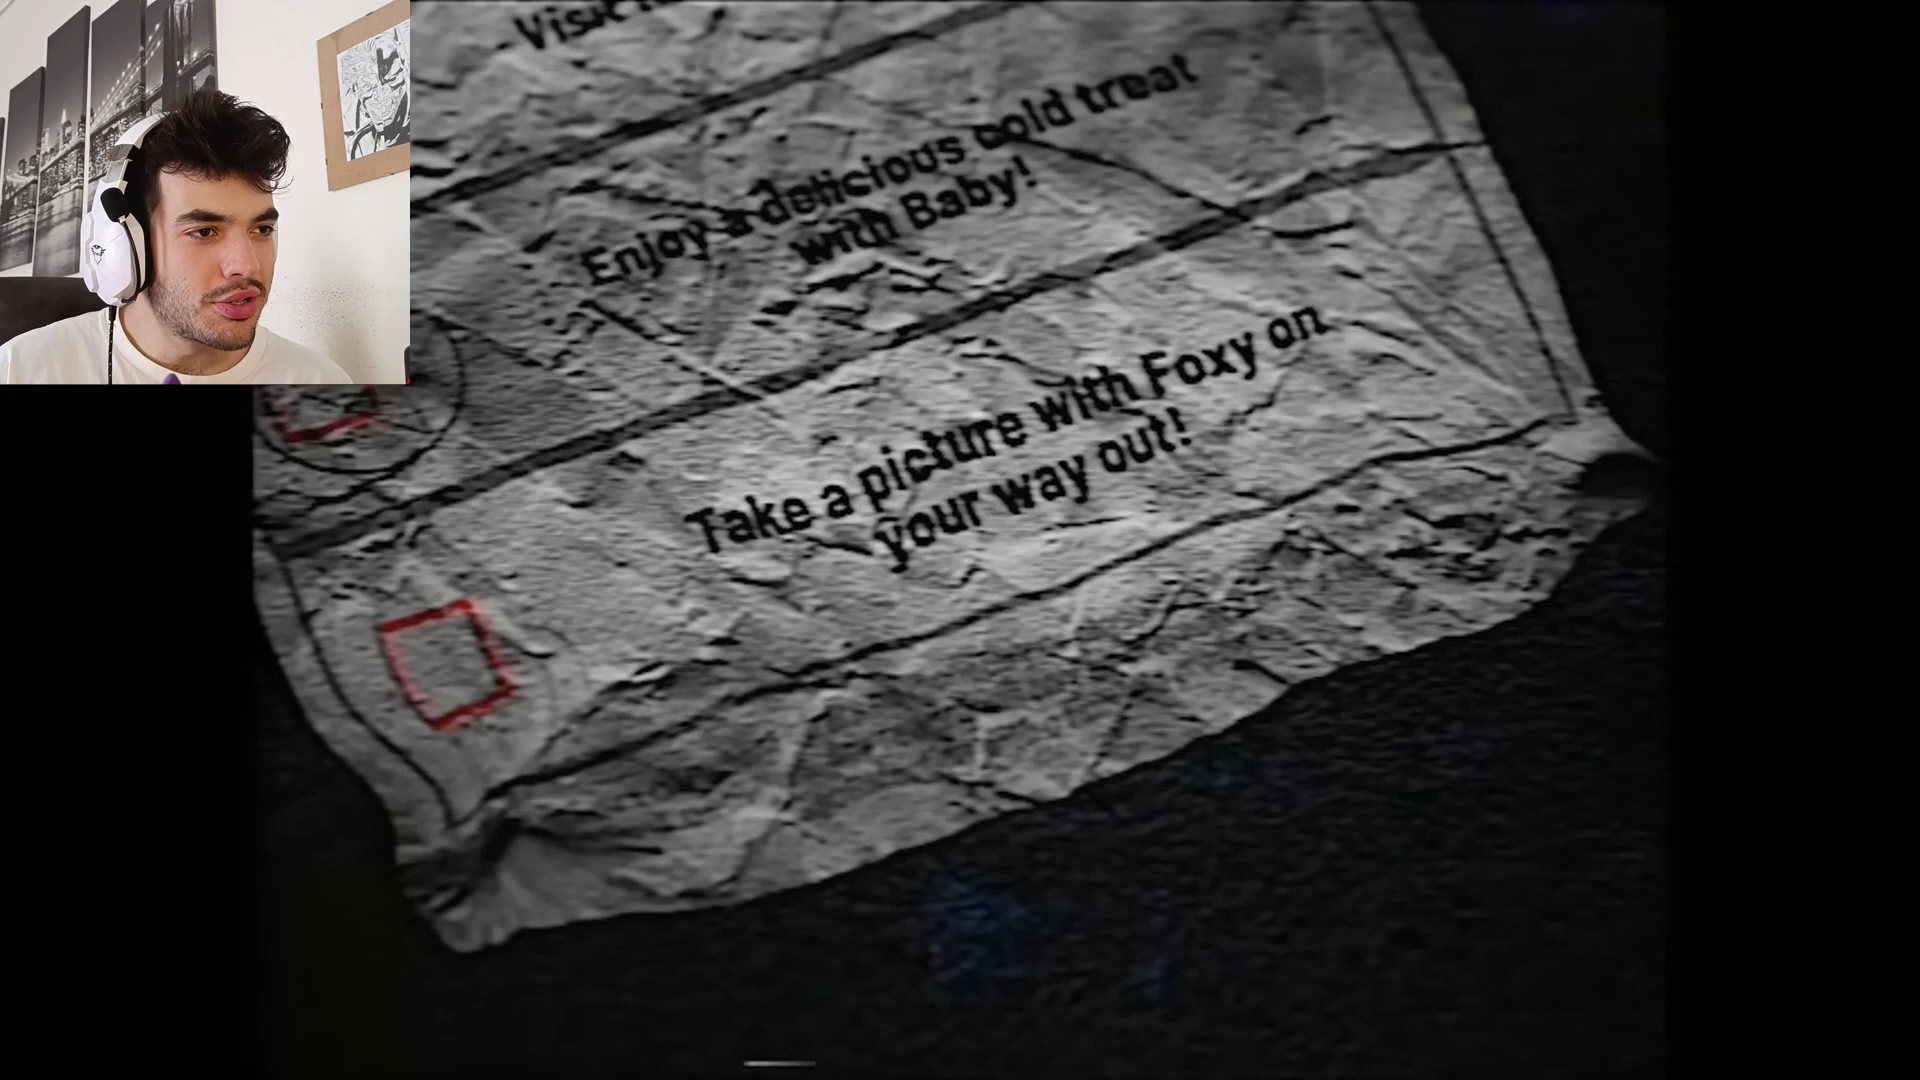 Enjoy a delicious cold treat
with Baby!
Take a picture with Foxy on
your way out!